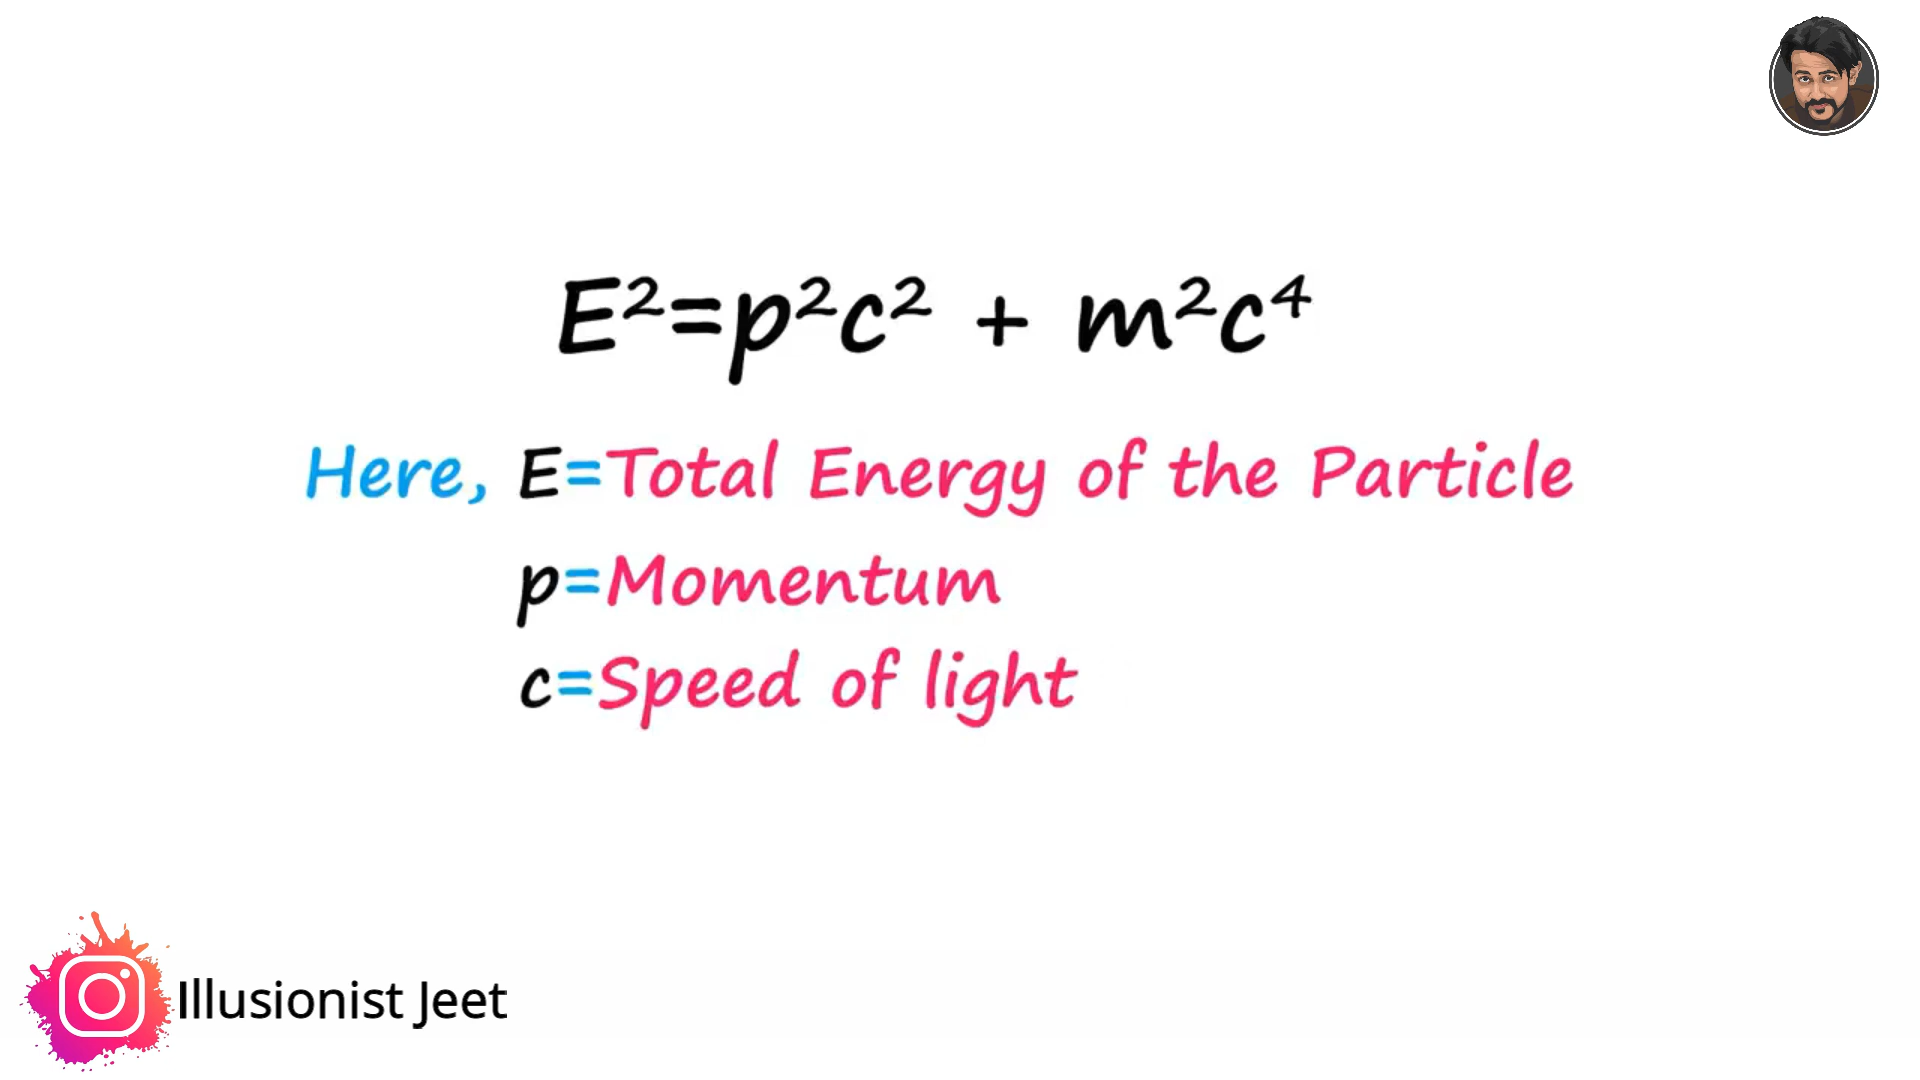 E²=p²c² + m²c⁴
Here, E=Total Energy of the Particle
p=Momentum
c=Speed of light
Illusionist Jeet